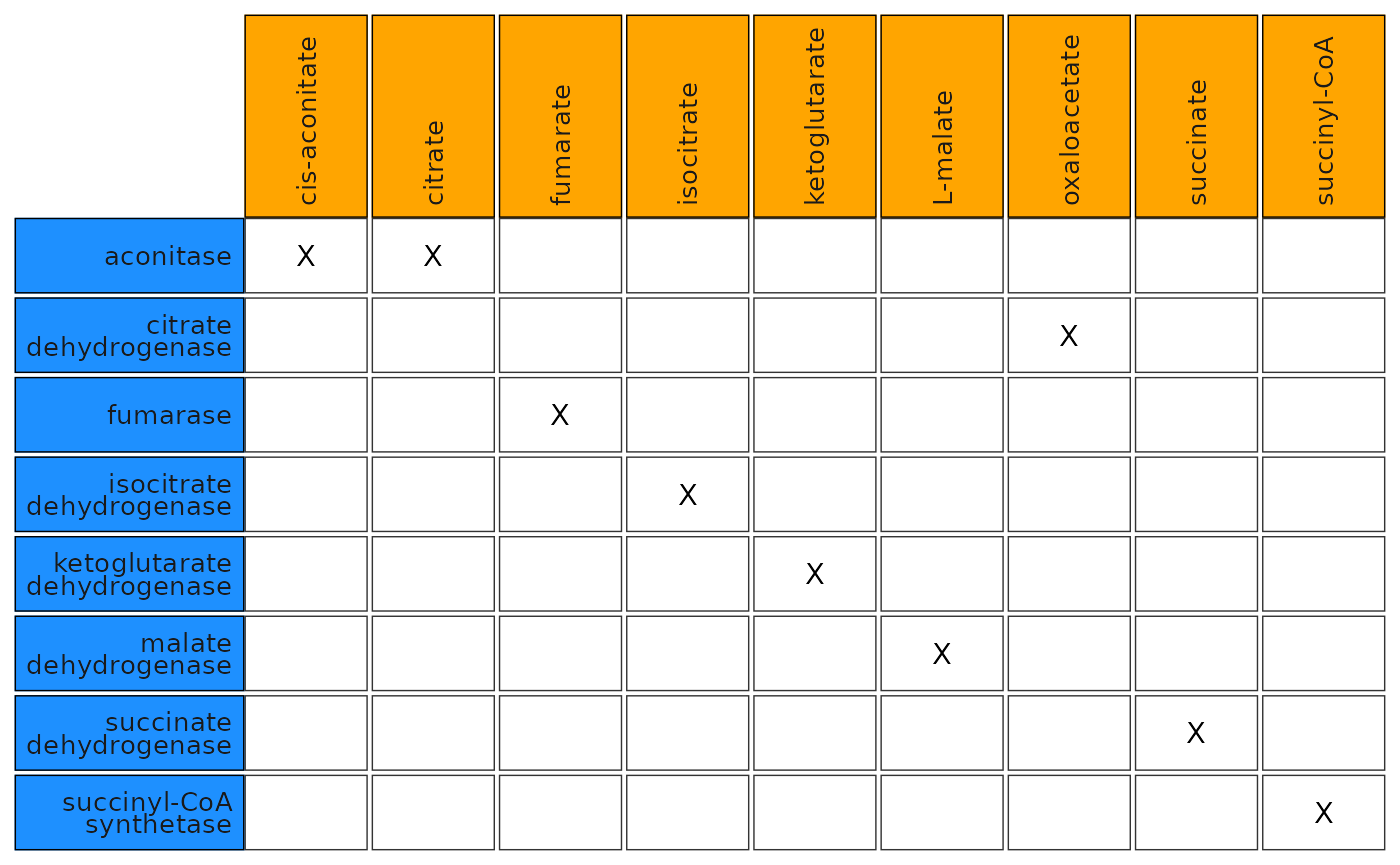 cis-aconitate
citrate
fumarate
isocitrate
ketoglutarate
L-malate
oxaloacetate
succinate
succinyl-CoA
aconitase X X
citrate
dehydrogenase X
fumarase X
isocitrate
dehydrogenase X
ketoglutarate
dehydrogenase X
malate
dehydrogenase X
succinate
dehydrogenase X
succinyl-CoA
synthetase X